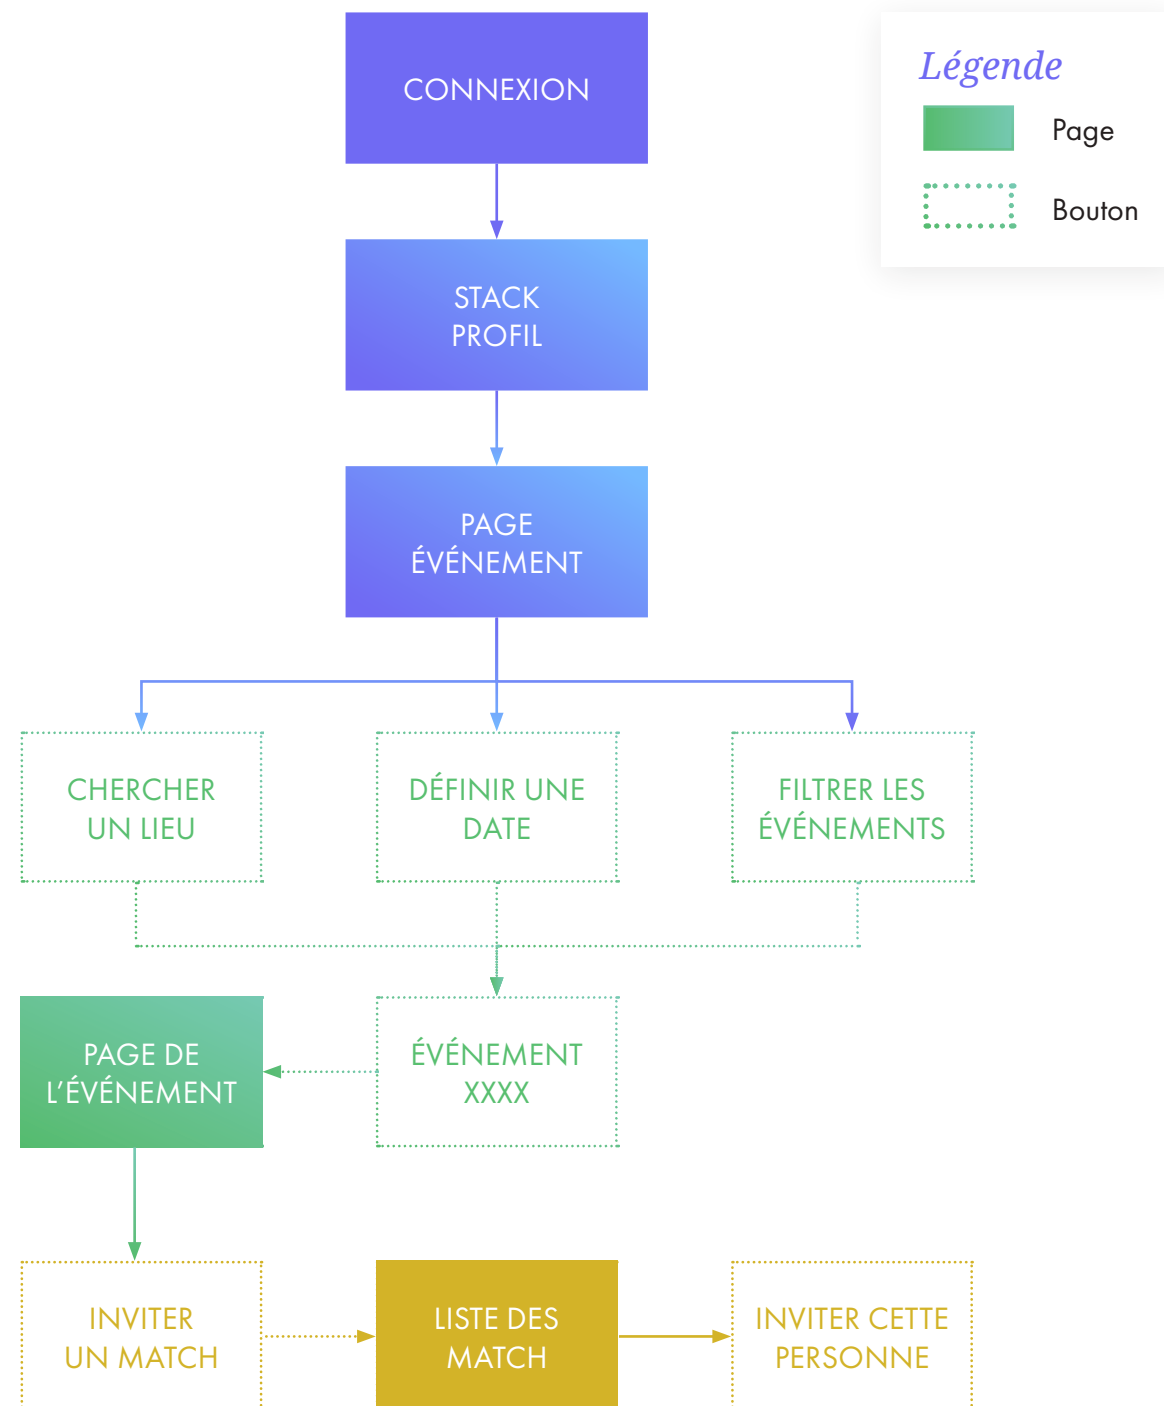 CONNEXION
Légende
Page
Bouton
STACK
PROFIL
PAGE
ÉVÉNEMENT
CHERCHER
UN LIEU
DÉFINIR UNE
DATE
FILTRER LES
ÉVÉNEMENTS
PAGE DE
L’ÉVÉNEMENT
ÉVÉNEMENT
XXXX
INVITER
UN MATCH
LISTE DES
MATCH
INVITER CETTE
PERSONNE